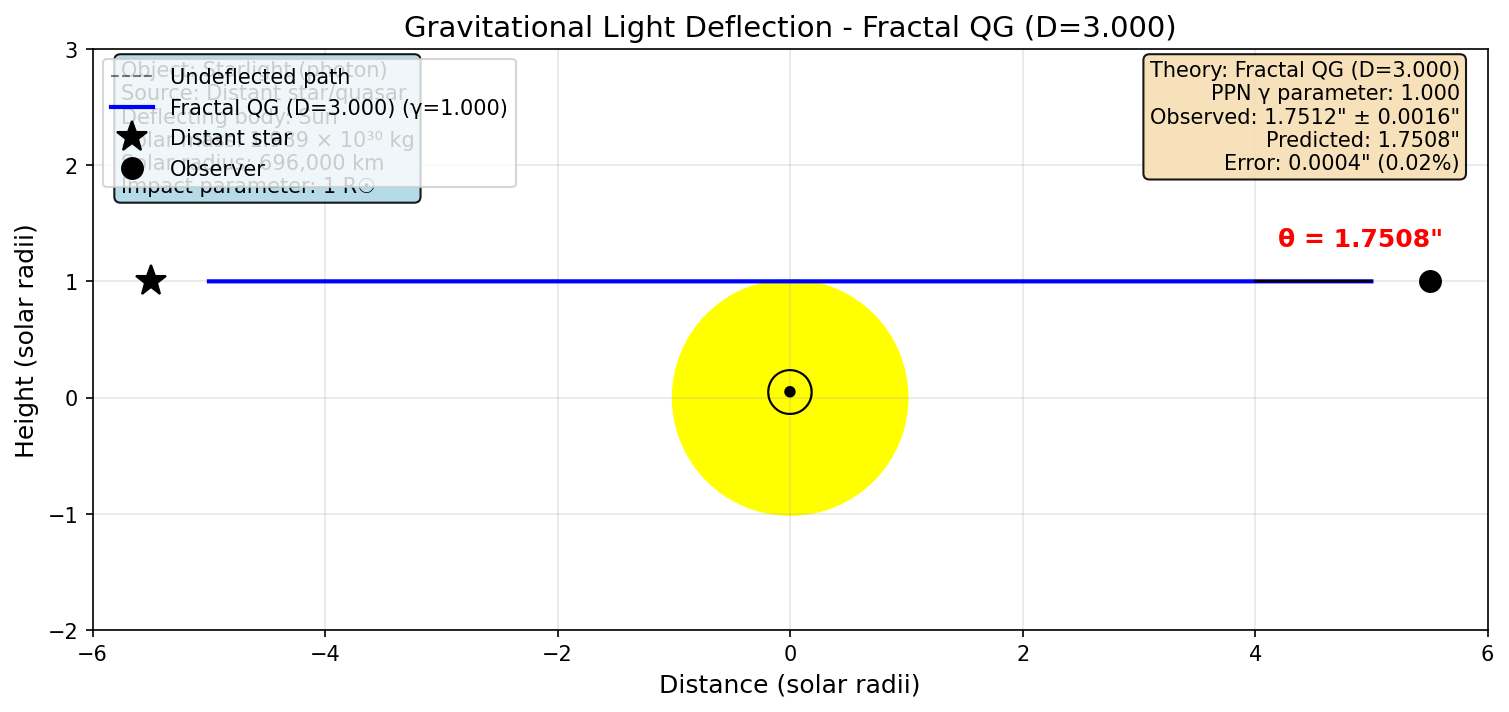 Gravitational Light Deflection - Fractal QG (D=3.000)
Object: Starlight (photon)
Source: Distant star/quasar
Deflecting body: Sun
Solar radius: 696,000 km
Impact parameter: 1 R☉
Undeflected path
Fractal QG (D=3.000) (γ=1.000)
Distant star
Observer
Theory: Fractal QG (D=3.000)
PPN γ parameter: 1.000
Observed: 1.7512" ± 0.0016"
Predicted: 1.7508"
Error: 0.0004" (0.02%)
θ = 1.7508"
Height (solar radii)
3
2
1
0
−1
−2
−6
−4
−2
0
2
4
6
Distance (solar radii)